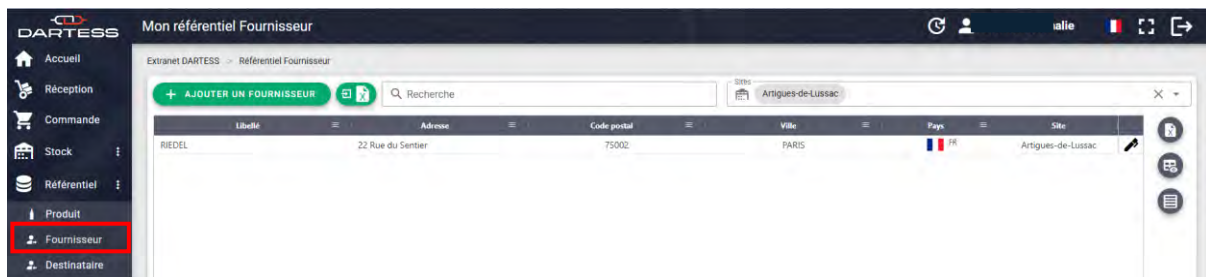 DARTESS
Mon référentiel Fournisseur
alie
Accueil
Réception
Commande
Stock
Référentiel
Produit
Fournisseur
Destinataire
Extranet DARTESS > Référentiel Fournisseur
+ AJOUTER UN FOURNISSEUR
Recherche
Sites
Artigues-de-Lussac
Libellé Adresse Code postal Ville Pays Site
RIEDEL 22 Rue du Sentier 75002 PARIS FR Artigues-de-Lussac